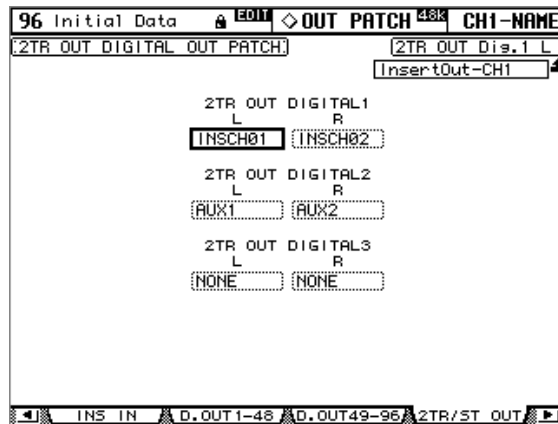 96 Initial Data EDIT ◇OUT PATCH 48k CH1-NAME
2TR OUT DIGITAL OUT PATCH 2TR OUT Dig.1 L
InsertOut-CH1
2TR OUT DIGITAL1
L R
INSCH01 INSCH02
2TR OUT DIGITAL2
L R
AUX1 AUX2
2TR OUT DIGITAL3
L R
NONE NONE
INS IN D.OUT1-48 D.OUT49-96 2TR/ST OUT